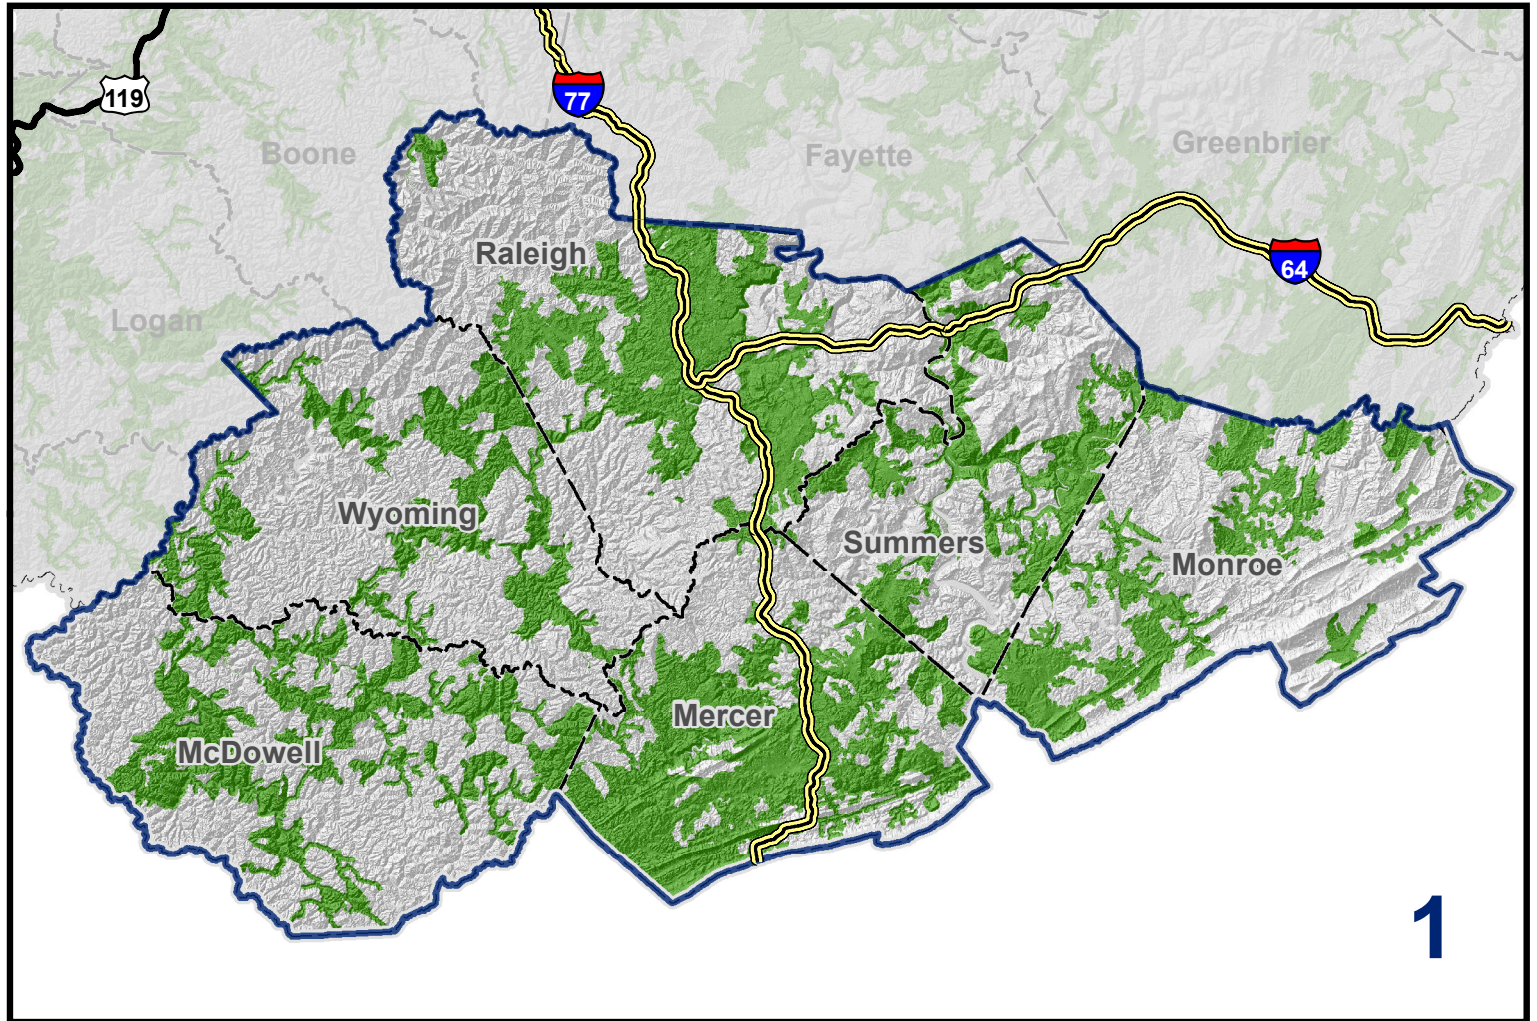 119
77
Boone
Fayette
Greenbrier
Raleigh
64
Logan
Wyoming
Summers
Monroe
Mercer
McDowell
1